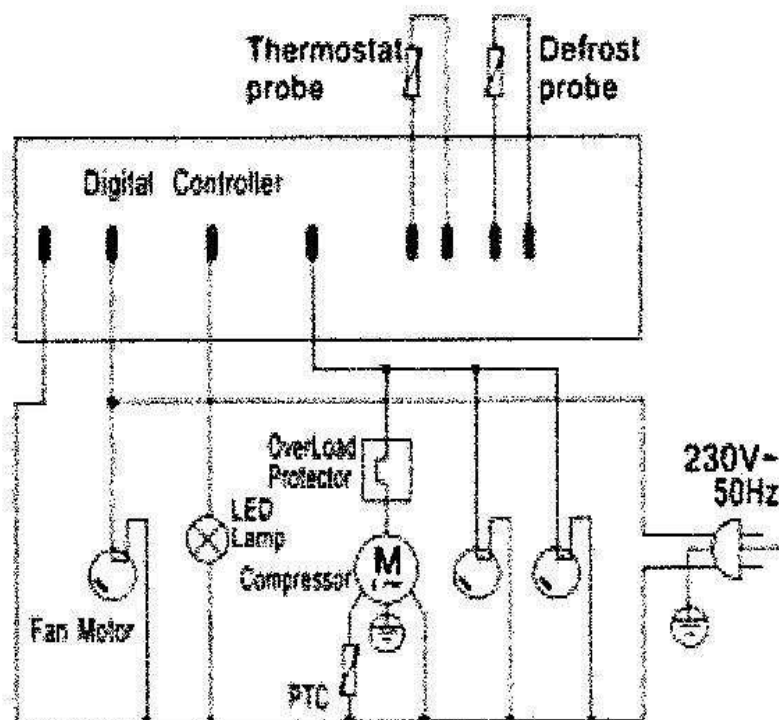 Thermostat
probe
Defrost
probe
Digital Controller
OverLoad
Protector
230V~
50Hz
LED
Lamp
M
~
Compressor
Fan Motor
PTC